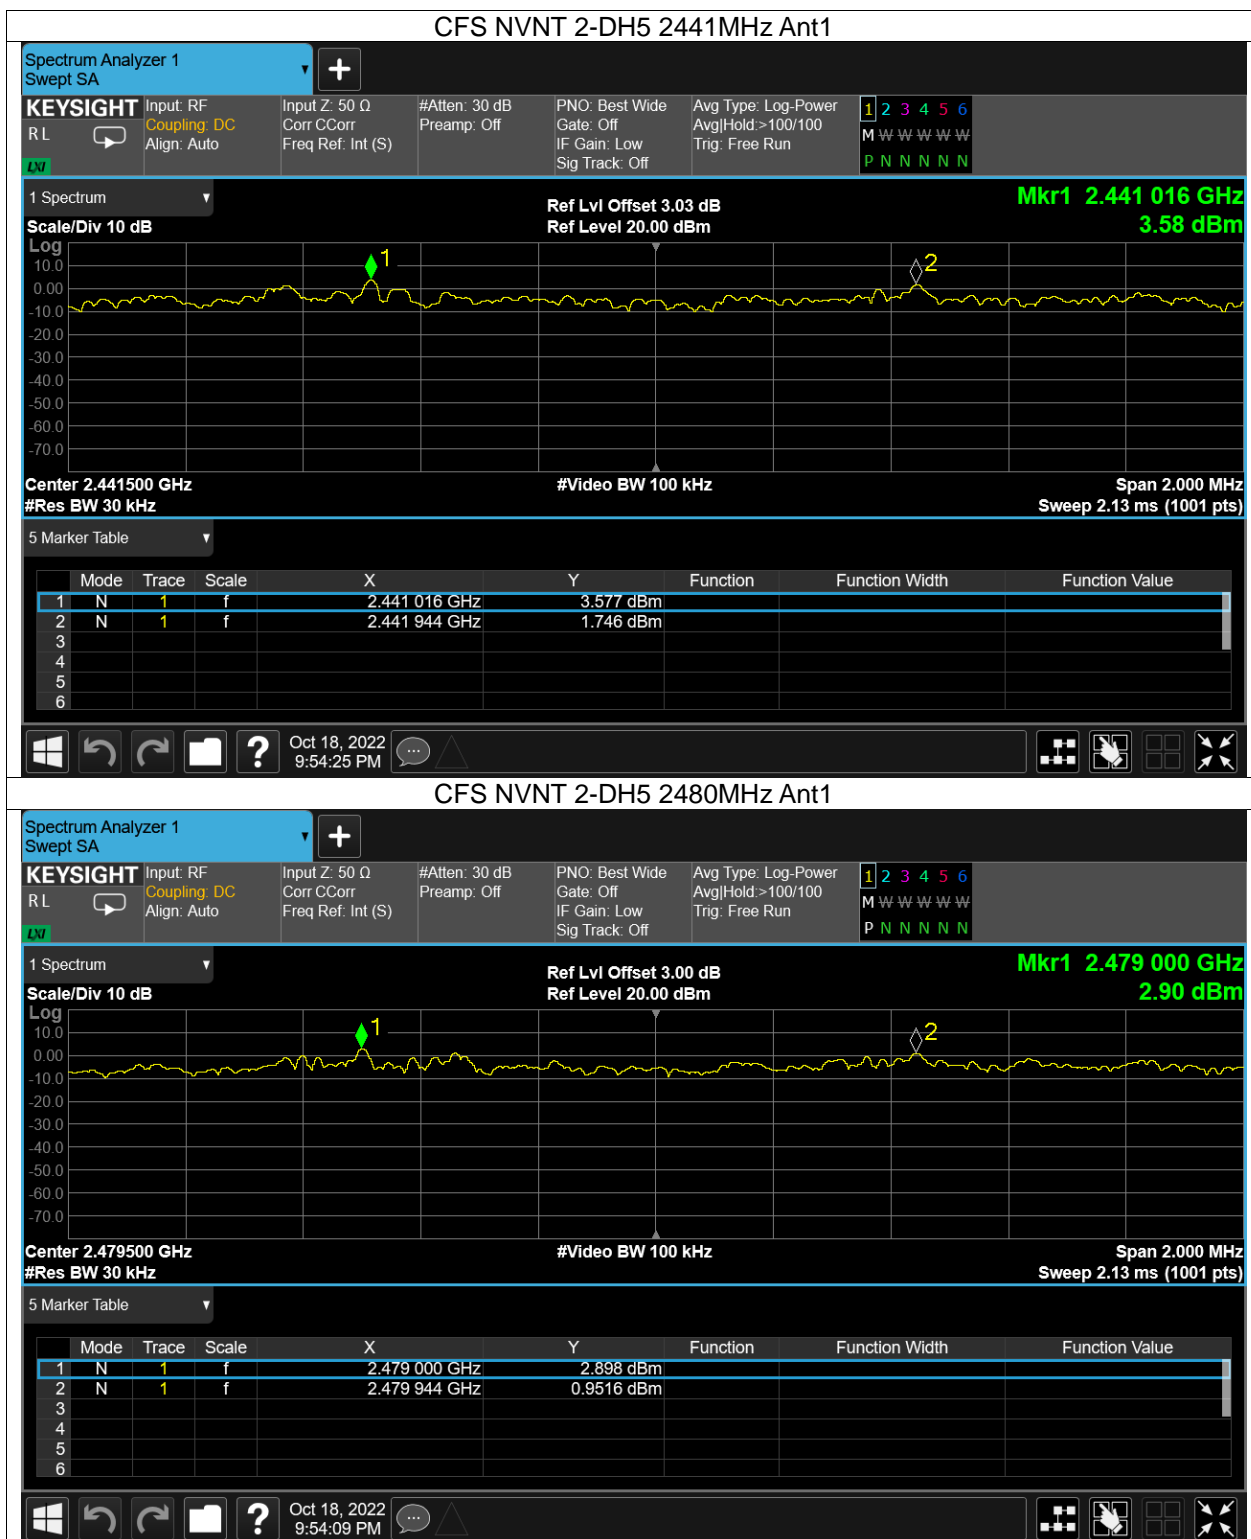 CFS NVNT 2-DH5 2441MHz Ant1
Spectrum Analyzer 1
Swept SA
KEYSIGHT Input: RF Input Z: 50 Ω #Atten: 30 dB PNO: Best Wide Avg Type: Log-Power 1 2 3 4 5 6
R L Coupling: DC Corr CCorr Preamp: Off Gate: Off Avg|Hold:>100/100 M W W W W W
Align: Auto Freq Ref: Int (S) IF Gain: Low Trig: Free Run
LXI Sig Track: Off P N N N N N
1 Spectrum Ref Lvl Offset 3.03 dB Mkr1 2.441 016 GHz
Scale/Div 10 dB Ref Level 20.00 dBm 3.58 dBm
Log
1
2
10.0
0.00
-10.0
-20.0
-30.0
-40.0
-50.0
-60.0
-70.0
Center 2.441500 GHz #Video BW 100 kHz Span 2.000 MHz
#Res BW 30 kHz Sweep 2.13 ms (1001 pts)
5 Marker Table
Mode Trace Scale X Y Function Function Width Function Value
1 N 1 f 2.441 016 GHz 3.577 dBm
2 N 1 f 2.441 944 GHz 1.746 dBm
3
4
5
6
? Oct 18, 2022
9:54:25 PM
CFS NVNT 2-DH5 2480MHz Ant1
Spectrum Analyzer 1
Swept SA
KEYSIGHT Input: RF Input Z: 50 Ω #Atten: 30 dB PNO: Best Wide Avg Type: Log-Power 1 2 3 4 5 6
R L Coupling: DC Corr CCorr Preamp: Off Gate: Off Avg|Hold:>100/100 M W W W W W
Align: Auto Freq Ref: Int (S) IF Gain: Low Trig: Free Run
LXI Sig Track: Off P N N N N N
1 Spectrum Ref Lvl Offset 3.00 dB Mkr1 2.479 000 GHz
Scale/Div 10 dB Ref Level 20.00 dBm 2.90 dBm
Log
1
2
10.0
0.00
-10.0
-20.0
-30.0
-40.0
-50.0
-60.0
-70.0
Center 2.479500 GHz #Video BW 100 kHz Span 2.000 MHz
#Res BW 30 kHz Sweep 2.13 ms (1001 pts)
5 Marker Table
Mode Trace Scale X Y Function Function Width Function Value
1 N 1 f 2.479 000 GHz 2.898 dBm
2 N 1 f 2.479 944 GHz 0.9516 dBm
3
4
5
6
? Oct 18, 2022
9:54:09 PM